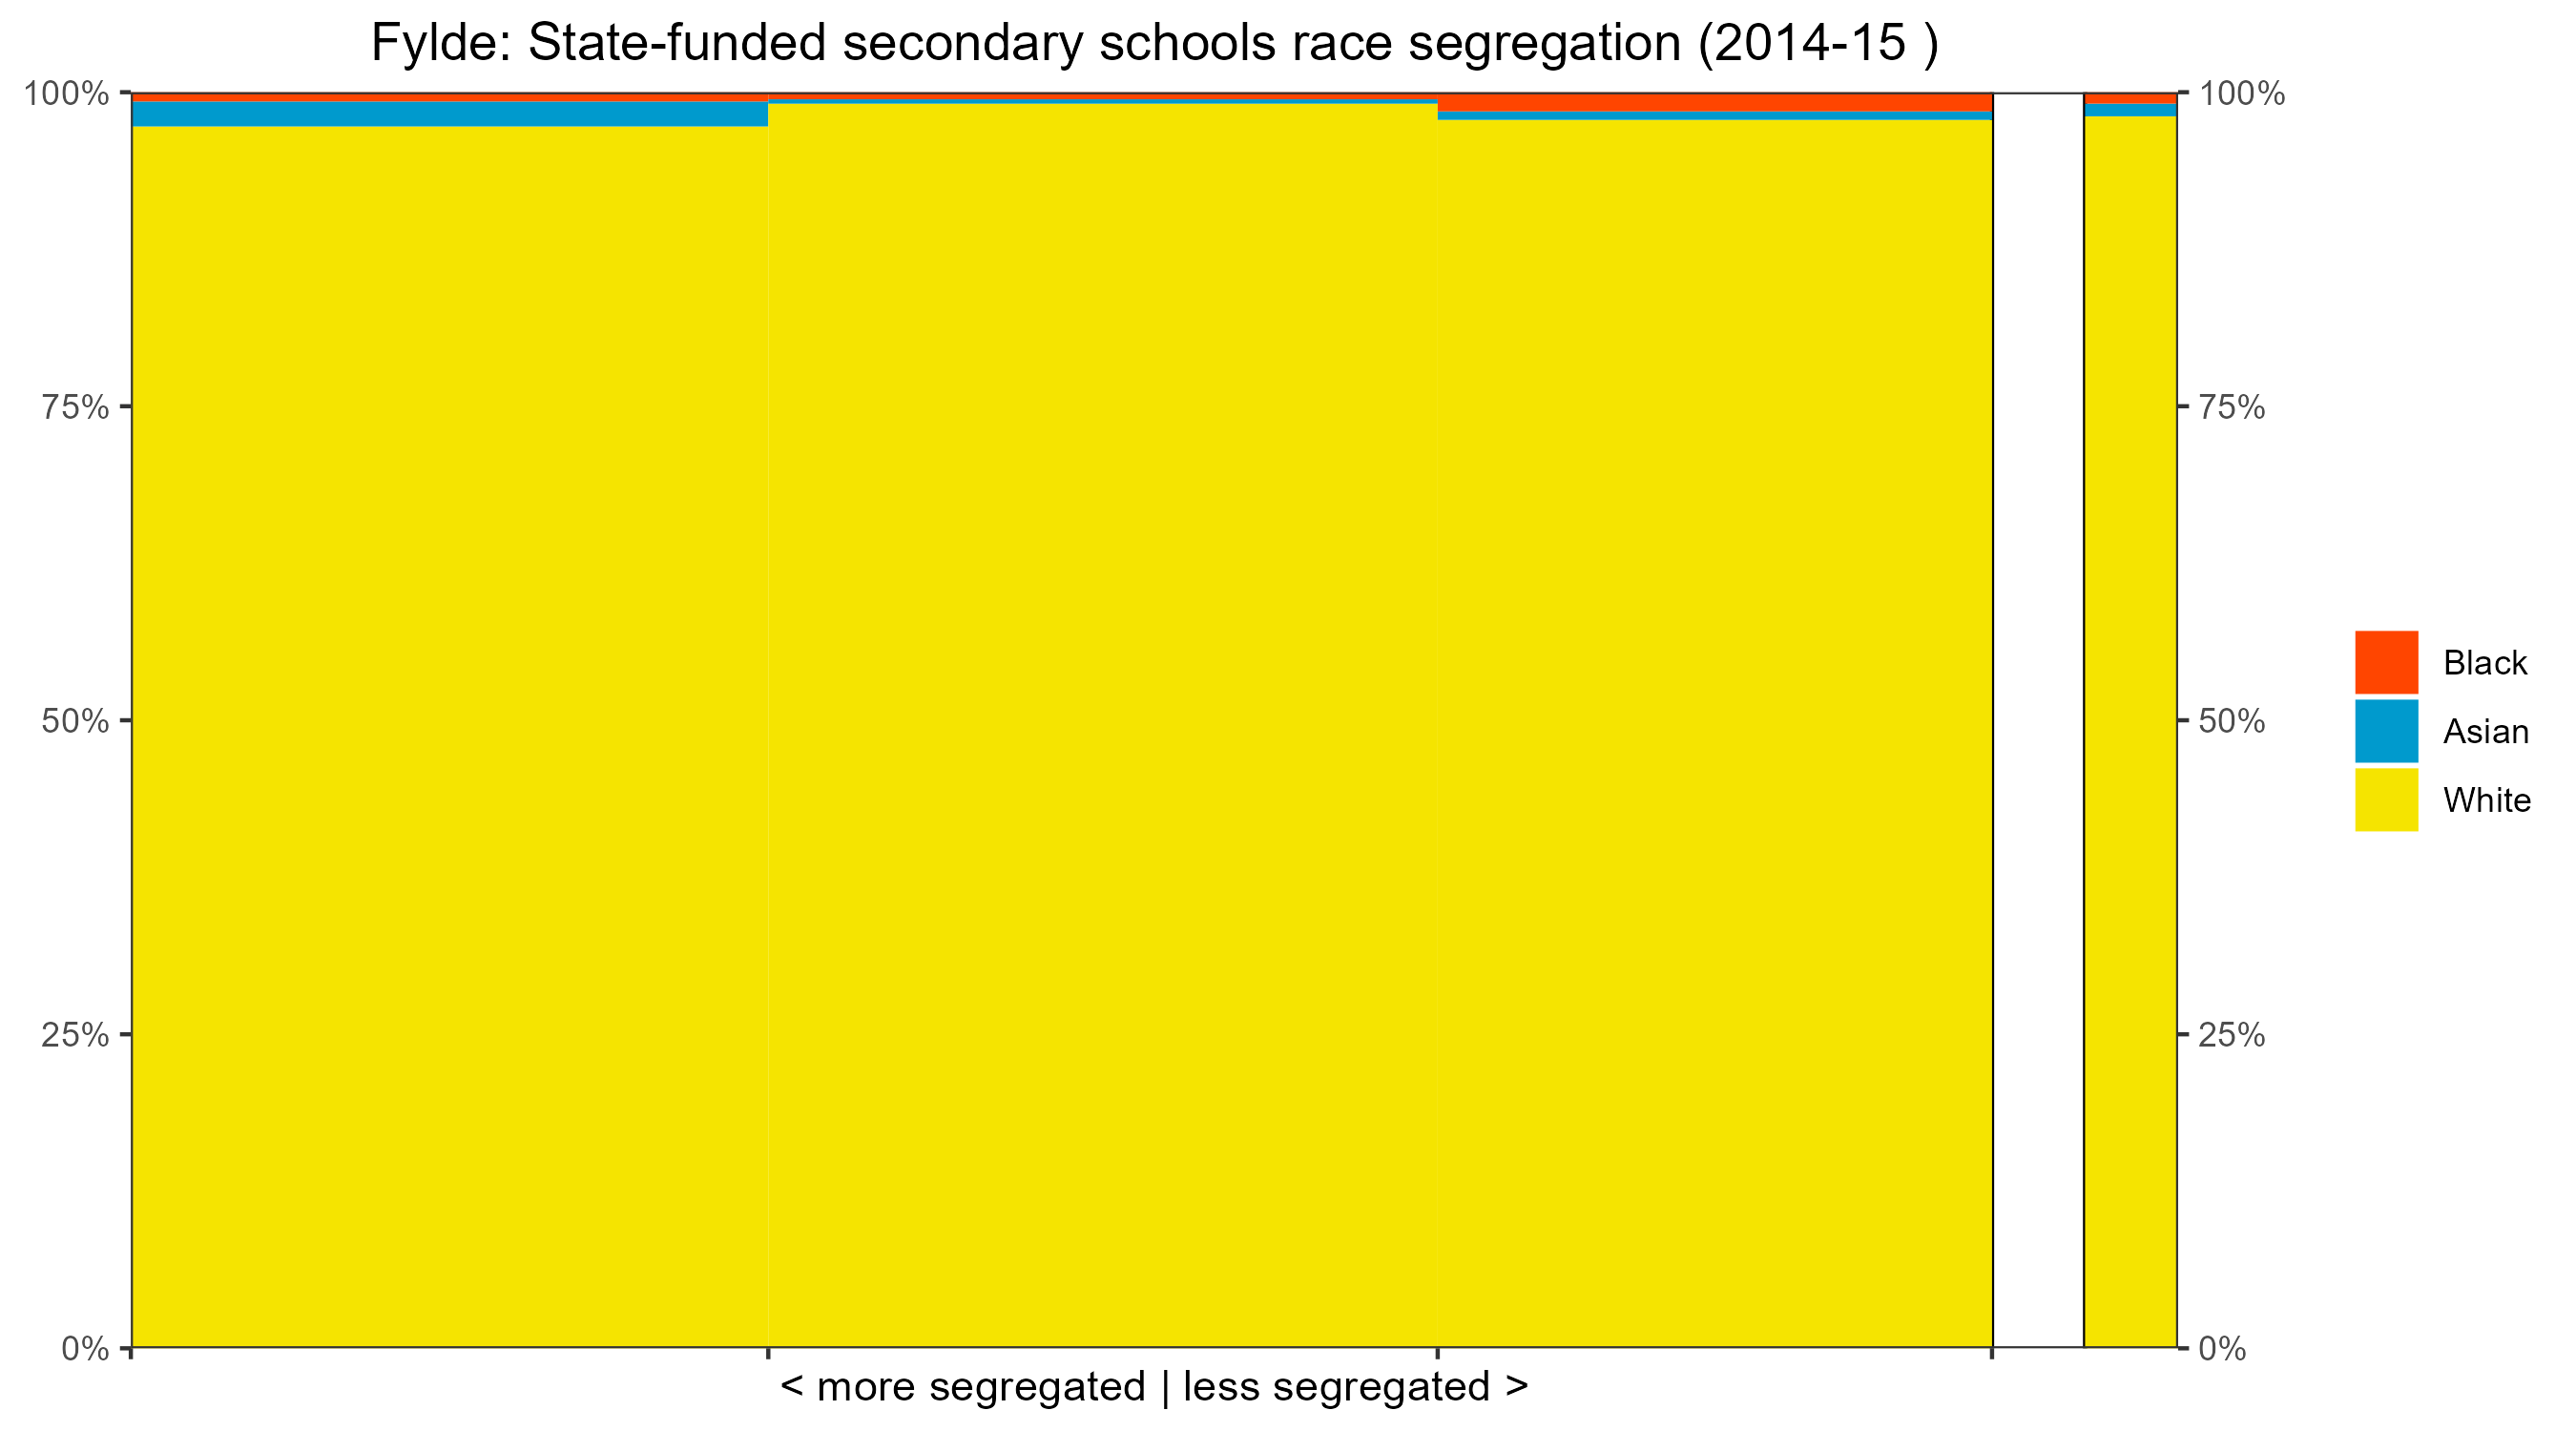 Fylde: State-funded secondary schools race segregation (2014-15 )
100%
75%
50%
25%
0%
100%
75%
50%
25%
0%
Black
Asian
White
< more segregated | less segregated >